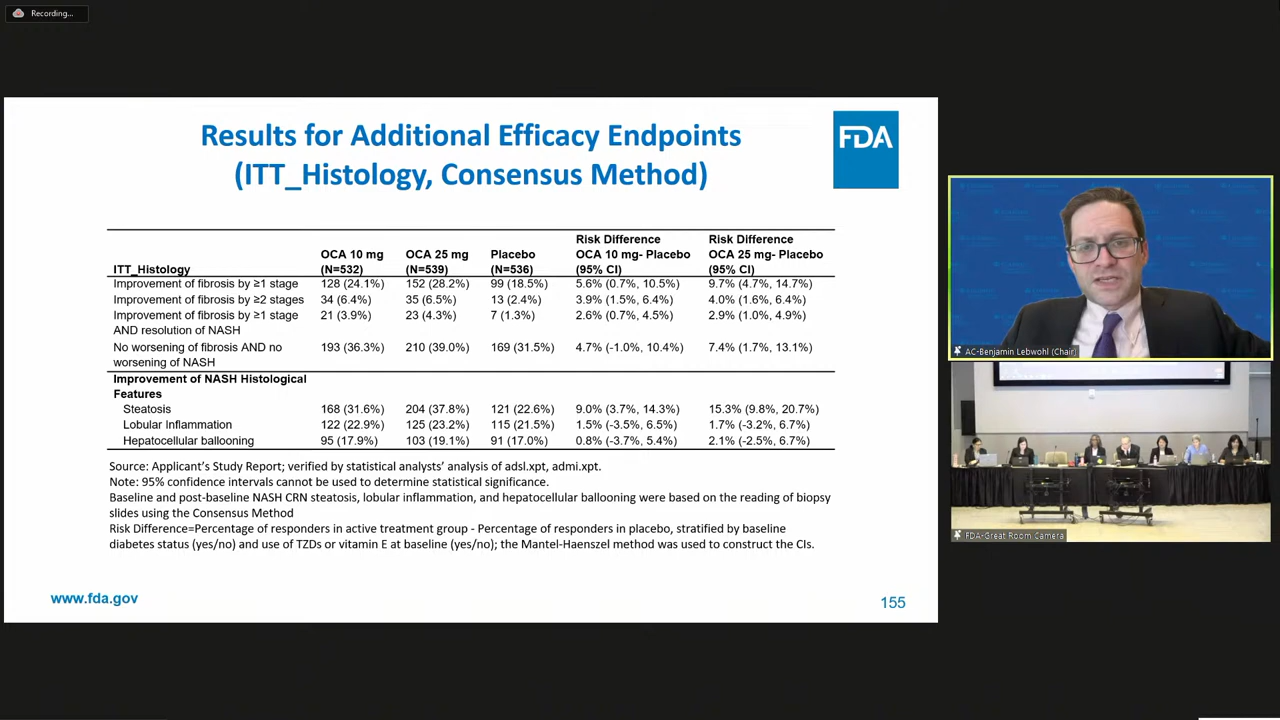 Recording...
Results for Additional Efficacy Endpoints
(ITT_Histology, Consensus Method)
FDA
ITT_Histology OCA 10 mg (N=532) OCA 25 mg (N=539) Placebo (N=536) Risk Difference OCA 10 mg- Placebo (95% CI) Risk Difference OCA 25 mg- Placebo (95% CI)
Improvement of fibrosis by ≥1 stage 128 (24.1%) 152 (28.2%) 99 (18.5%) 5.6% (0.7%, 10.5%) 9.7% (4.7%, 14.7%)
Improvement of fibrosis by ≥2 stages 34 (6.4%) 35 (6.5%) 13 (2.4%) 3.9% (1.5%, 6.4%) 4.0% (1.6%, 6.4%)
Improvement of fibrosis by ≥1 stage 21 (3.9%) 23 (4.3%) 7 (1.3%) 2.6% (0.7%, 4.5%) 2.9% (1.0%, 4.9%)
AND resolution of NASH
No worsening of fibrosis AND no 193 (36.3%) 210 (39.0%) 169 (31.5%) 4.7% (-1.0%, 10.4%) 7.4% (1.7%, 13.1%)
worsening of NASH
Improvement of NASH Histological
Features
Steatosis 168 (31.6%) 204 (37.8%) 121 (22.6%) 9.0% (3.7%, 14.3%) 15.3% (9.8%, 20.7%)
Lobular Inflammation 122 (22.9%) 125 (23.2%) 115 (21.5%) 1.5% (-3.5%, 6.5%) 1.7% (-3.2%, 6.7%)
Hepatocellular ballooning 95 (17.9%) 103 (19.1%) 91 (17.0%) 0.8% (-3.7%, 5.4%) 2.1% (-2.5%, 6.7%)
Source: Applicant's Study Report; verified by statistical analysts' analysis of adsl.xpt, admi.xpt.
Note: 95% confidence intervals cannot be used to determine statistical significance.
Baseline and post-baseline NASH CRN steatosis, lobular inflammation, and hepatocellular ballooning were based on the reading of biopsy
slides using the Consensus Method
Risk Difference=Percentage of responders in active treatment group - Percentage of responders in placebo, stratified by baseline
diabetes status (yes/no) and use of TZDs or vitamin E at baseline (yes/no); the Mantel-Haenszel method was used to construct the CIs.
www.fda.gov
155
AC-Benjamin Lebwohl (Chair)
FDA-Great Room Camera